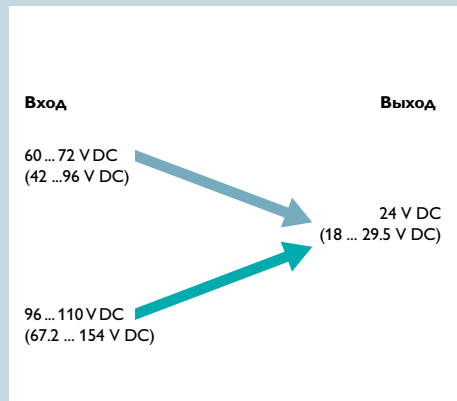 Вход
Выход
60 ... 72 V DC
(42 ...96 V DC)
24 V DC
(18 ... 29.5 V DC)
96 ... 110 V DC
(67.2 ... 154 V DC)